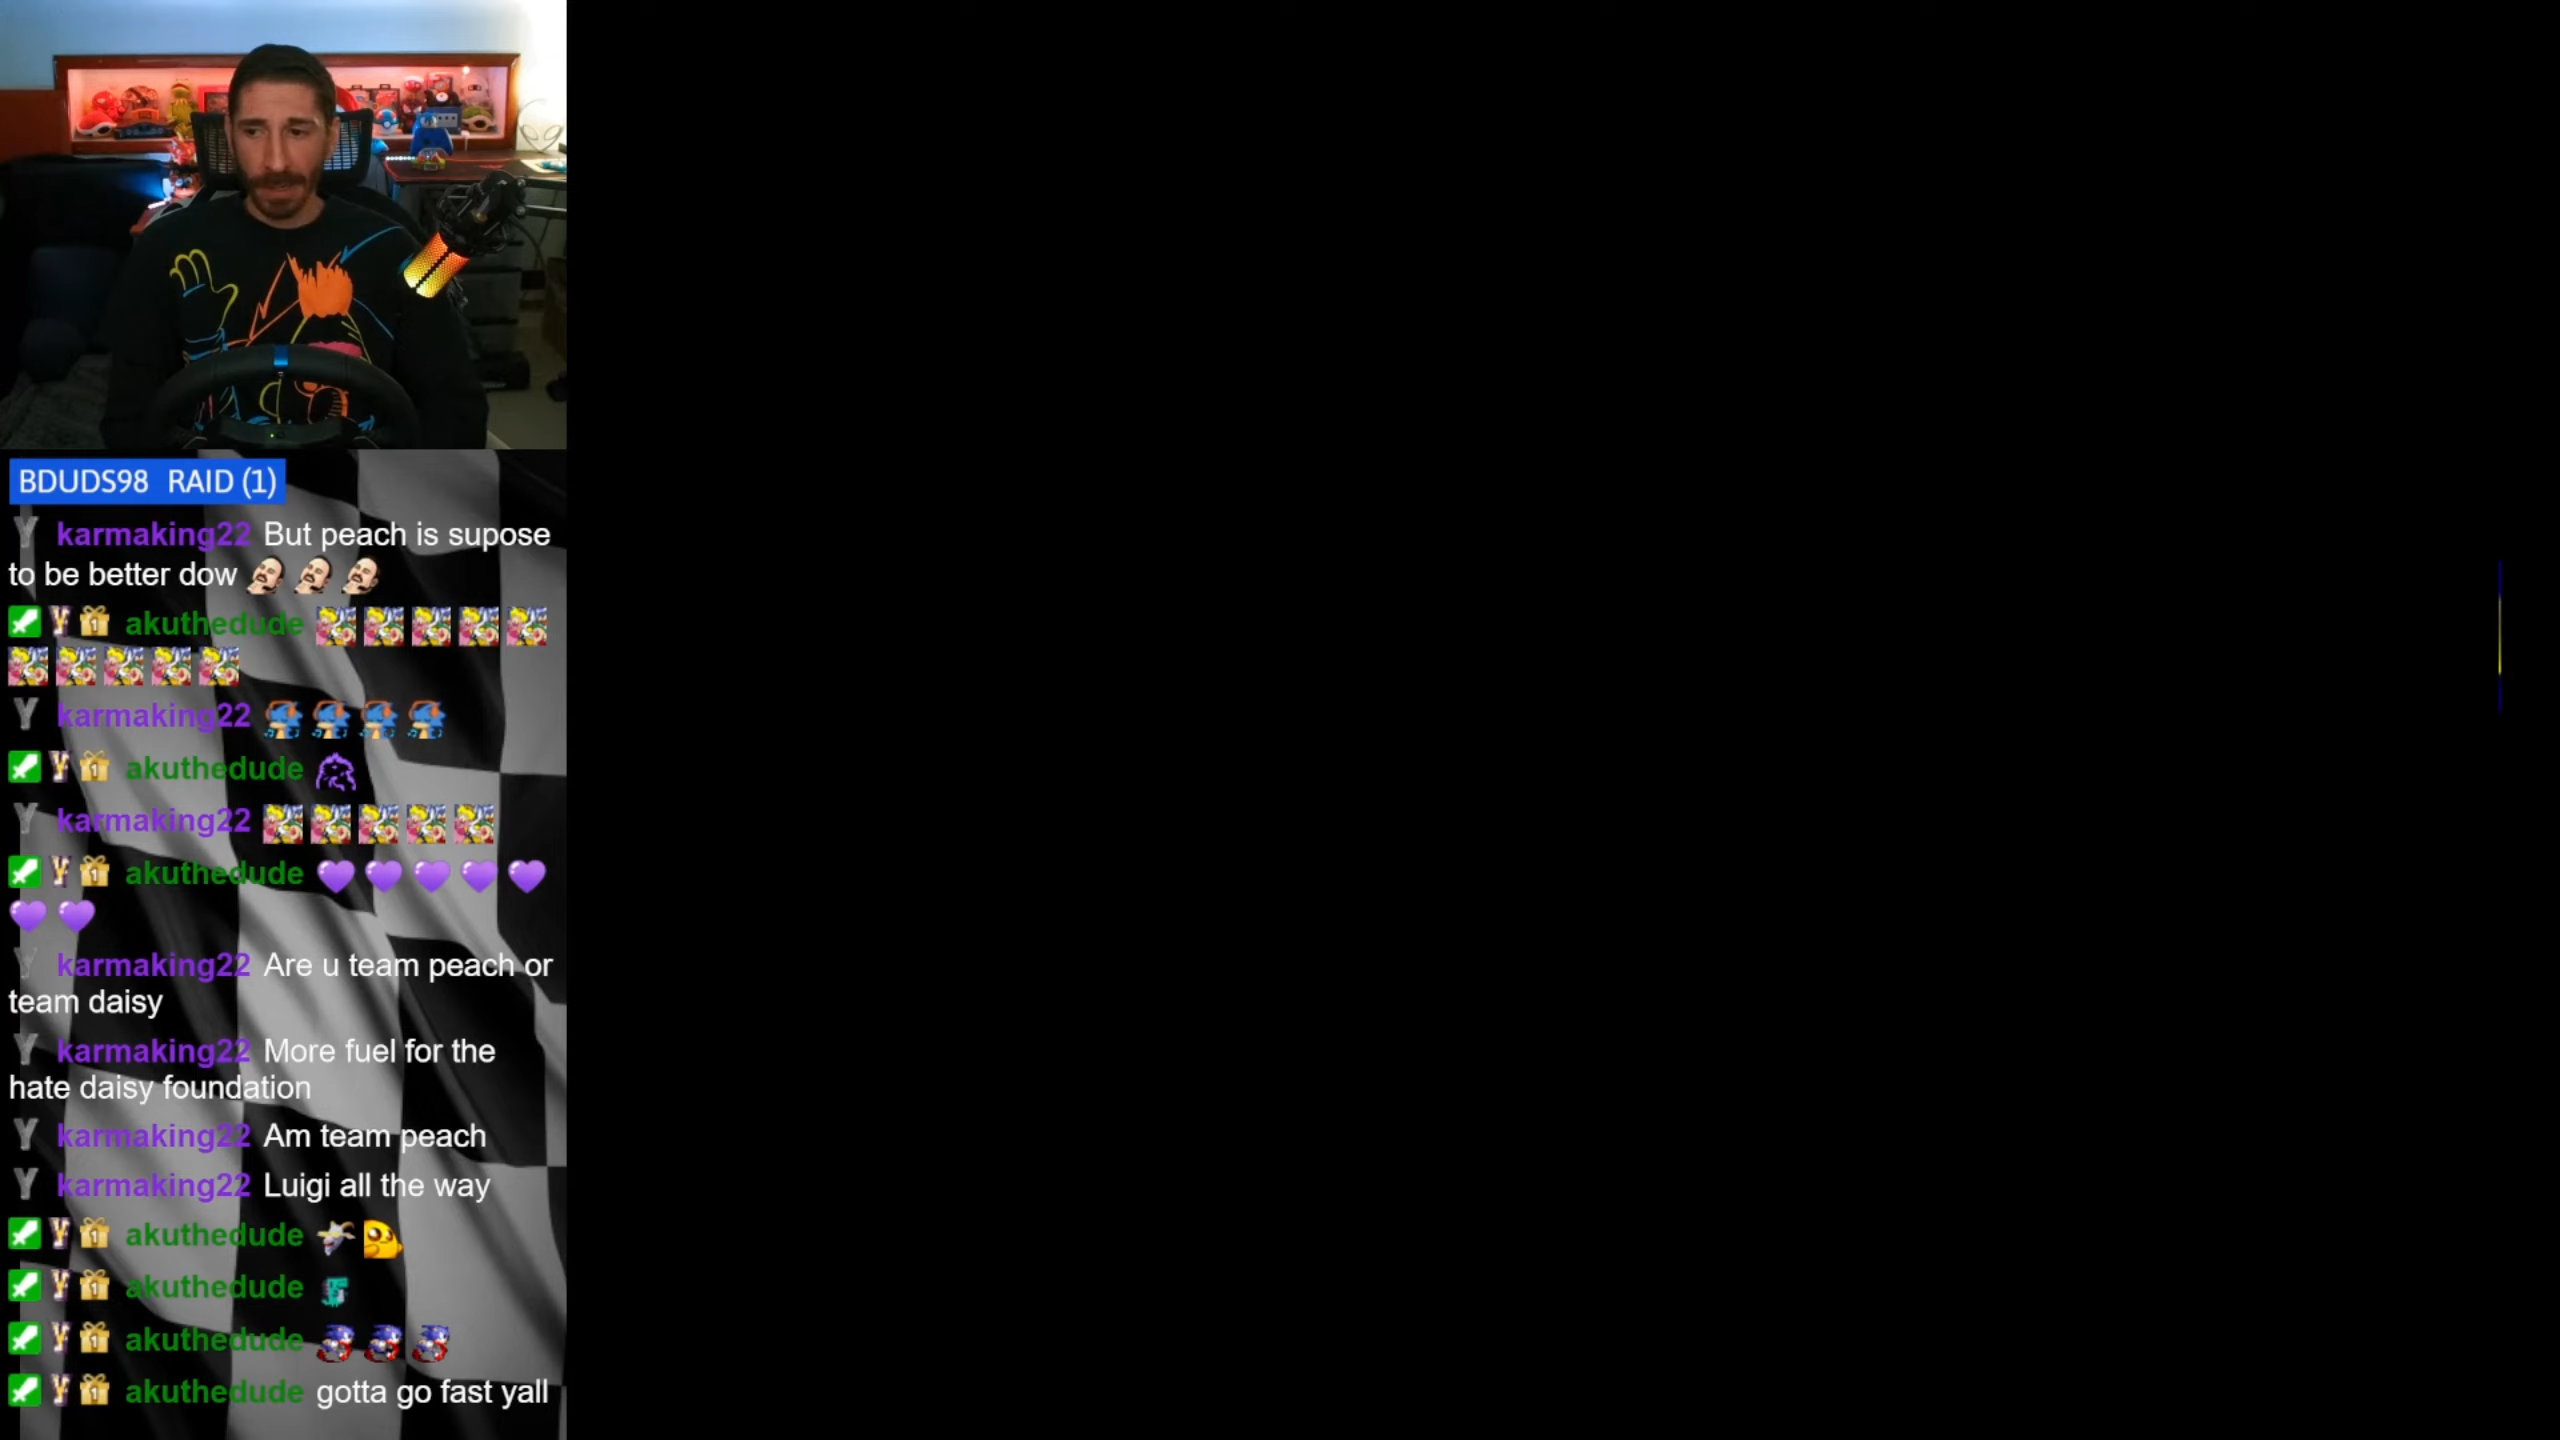 BDUDS98 RAID (1)
karmaking22 But peach is supose
to be better dow
akuthedude
karmaking22
akuthedude
karmaking22
akuthedude
karmaking22 Are u team peach or
team daisy
karmaking22 More fuel for the
hate daisy foundation
karmaking22 Am team peach
karmaking22 Luigi all the way
akuthedude
akuthedude
akuthedude
akuthedude gotta go fast yall